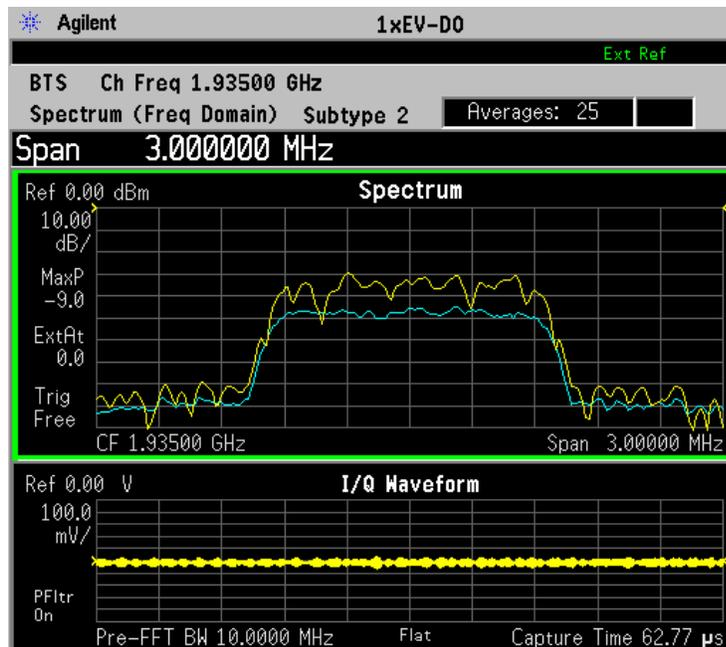 Agilent 1xEV-DO
Ext Ref
BTS Ch Freq 1.93500 GHz
Spectrum (Freq Domain) Subtype 2 Averages: 25
Span 3.000000 MHz
Ref 0.00 dBm Spectrum
10.00
dB/
MaxP
-9.0
ExtAt
0.0
Trig
Free
CF 1.93500 GHz Span 3.00000 MHz
Ref 0.00 V I/Q Waveform
100.0
mV/
PFltr
On
Pre-FFT BW 10.0000 MHz Flat Capture Time 62.77 µs